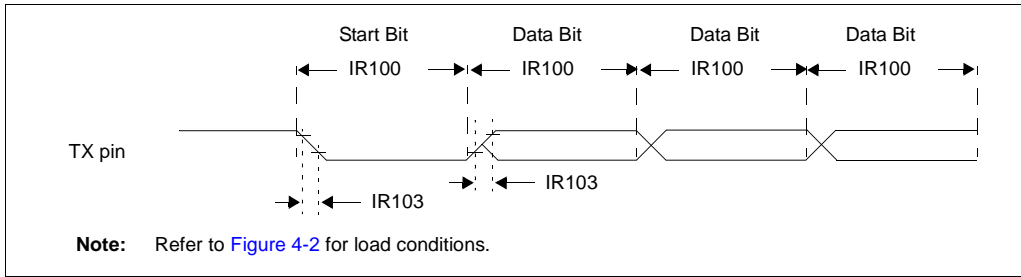 Start Bit Data Bit Data Bit Data Bit
IR100 IR100 IR100 IR100
TX pin
IR103 IR103
Note: Refer to Figure 4-2 for load conditions.